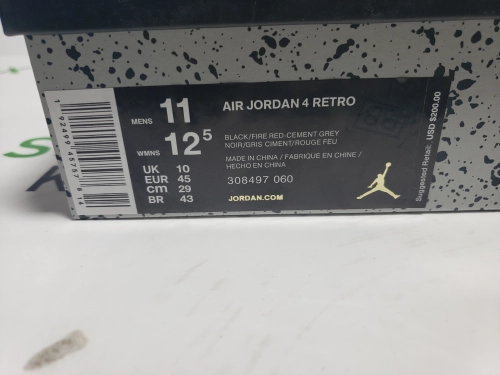 MENS 11
WMNS 12⁵
UK 10
EUR 45
cm 29
BR 43
AIR JORDAN 4 RETRO
BLACK/FIRE RED-CEMENT GREY
NOIR/GRIS CIMENT/ROUGE FEU
MADE IN CHINA / FABRIQUE EN CHINE /
HECHO EN CHINA
308497 060
JORDAN.COM
Suggested Retail: USD $200.00